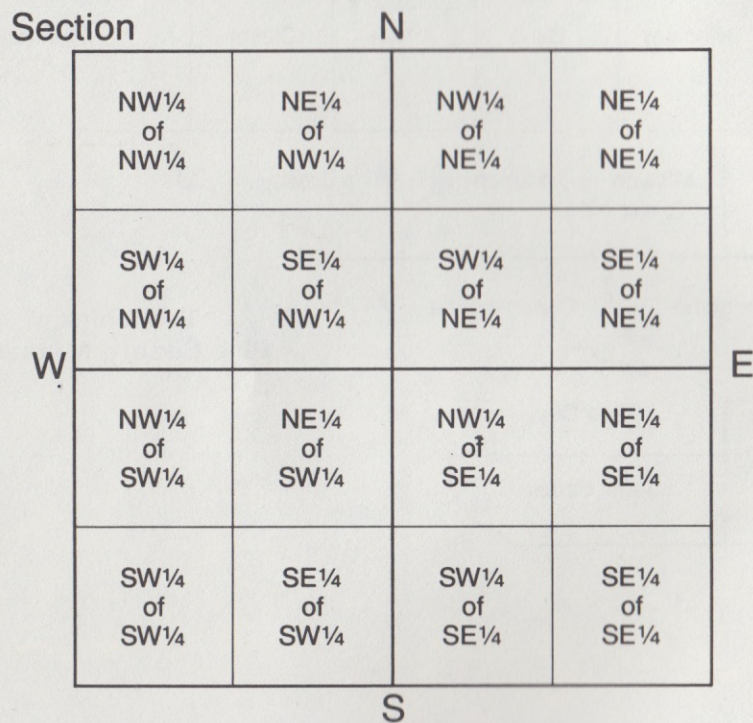 Section N
NW¼ NE¼ NW¼ NE¼
of of of of
NW¼ NW¼ NE¼ NE¼
SW¼ SE¼ SW¼ SE¼
of of of of
NW¼ NW¼ NE¼ NE¼
W E
NW¼ NE¼ NW¼ NE¼
of of of of
SW¼ SW¼ SE¼ SE¼
SW¼ SE¼ SW¼ SE¼
of of of of
SW¼ SW¼ SE¼ SE¼
S